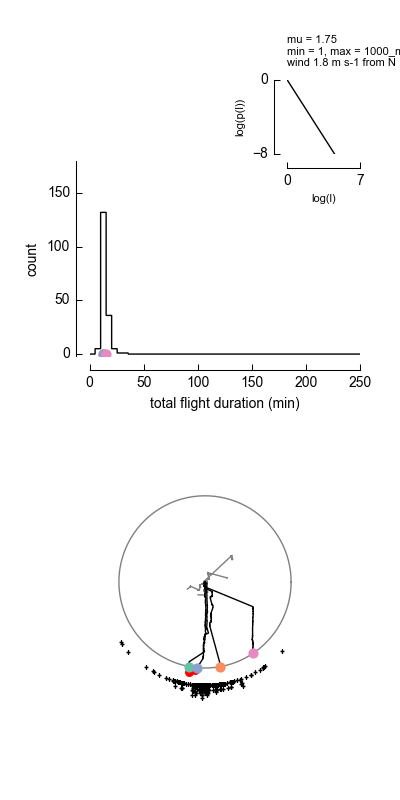 mu = 1.75
min = 1, max = 1000_m
wind 1.8 m s-1 from N
0
log(p(l))
−8
0 7
log(l)
150
100
count
50
0
0 50 100 150 200 250
total flight duration (min)